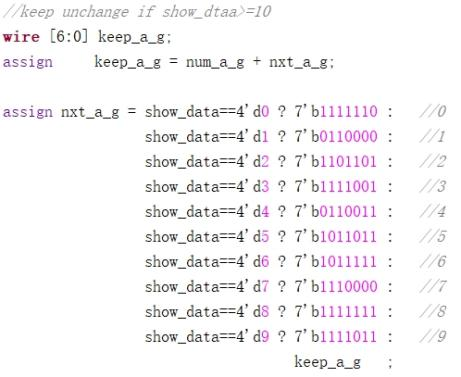 //keep unchange if show_dtaa>=10
wire [6:0] keep_a_g;
assign     keep_a_g = num_a_g + nxt_a_g;
assign nxt_a_g = show_data==4'd0 ? 7'b1111110 :   //0
show_data==4'd1 ? 7'b0110000 :   //1
show_data==4'd2 ? 7'b1101101 :   //2
show_data==4'd3 ? 7'b1111001 :   //3
show_data==4'd4 ? 7'b0110011 :   //4
show_data==4'd5 ? 7'b1011011 :   //5
show_data==4'd6 ? 7'b1011111 :   //6
show_data==4'd7 ? 7'b1110000 :   //7
show_data==4'd8 ? 7'b1111111 :   //8
show_data==4'd9 ? 7'b1111011 :   //9
keep_a_g   ;